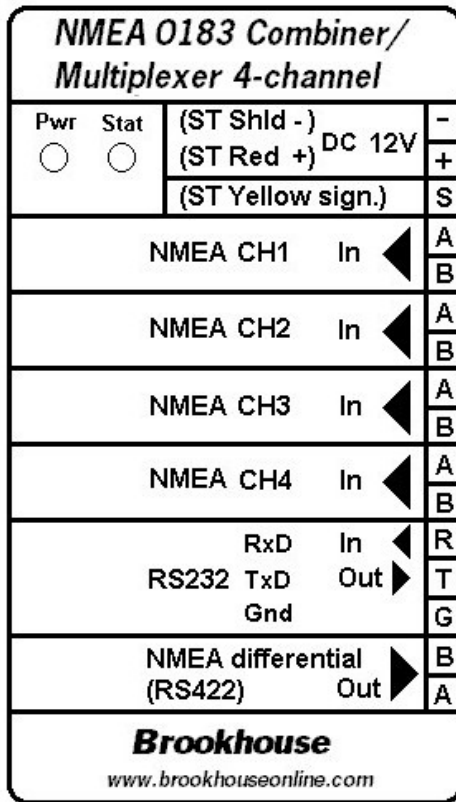 NMEA 0183 Combiner/
Multiplexer 4-channel
Pwr Stat (ST Shld -) DC 12V -
(ST Red +) +
(ST Yellow sign.) S
NMEA CH1 In A
B
NMEA CH2 In A
B
NMEA CH3 In A
B
NMEA CH4 In A
B
RxD In R
RS232 TxD Out T
Gnd G
NMEA differential B
(RS422) Out A
Brookhouse
www.brookhouseonline.com